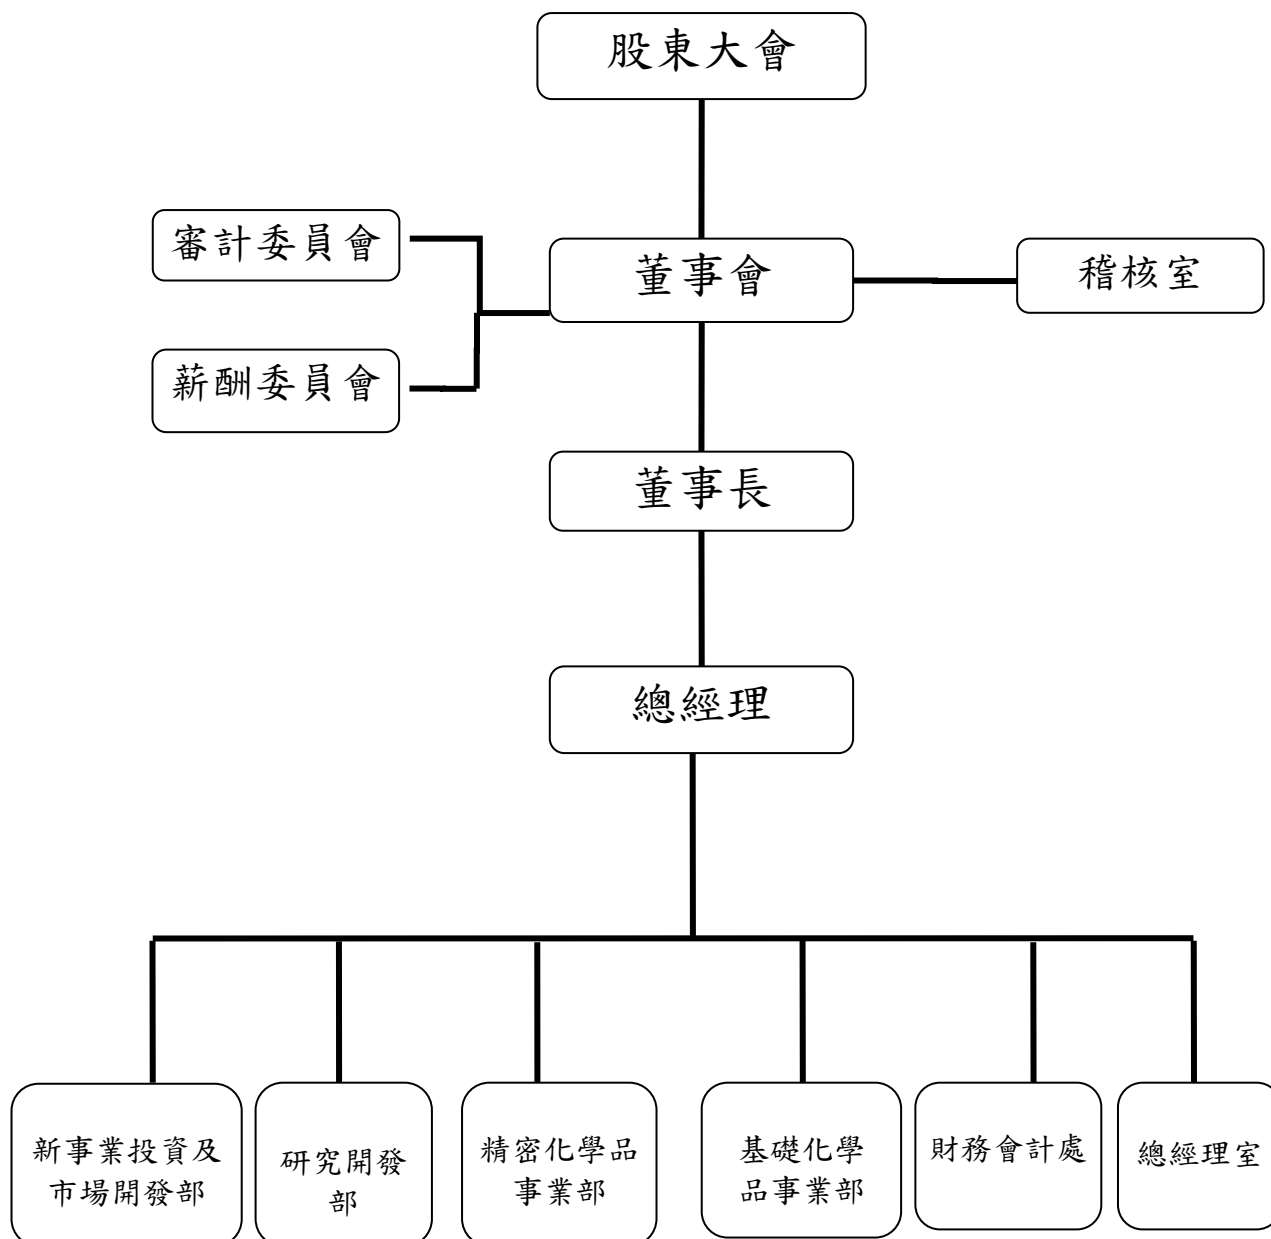 股東大會
審計委員會
董事會
稽核室
薪酬委員會
董事長
總經理
新事業投資及
市場開發部
研究開發
部
精密化學品
事業部
基礎化學
品事業部
財務會計處
總經理室